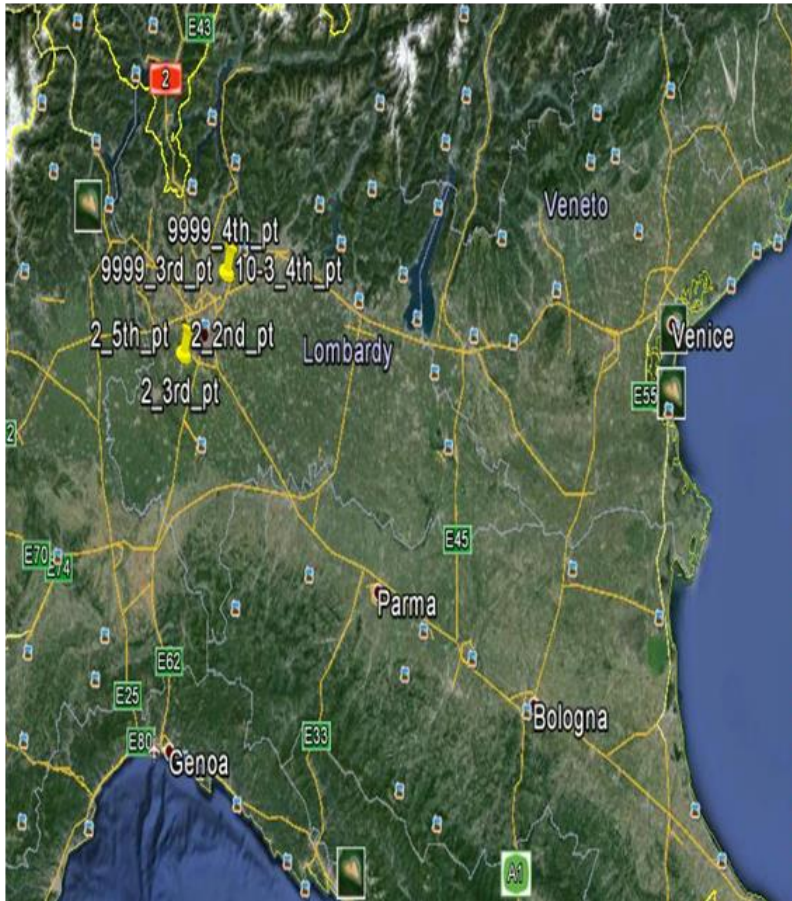 E43
2
Veneto
9999_4th_pt
9999_3rd_pt 10-3_4th_pt
2_5th_pt 2_2nd_pt
Venice
Lombardy
2_3rd_pt
E55
2
E45
E70
E74
Parma
E62
E25
Bologna
E80
E33
Genoa
A1